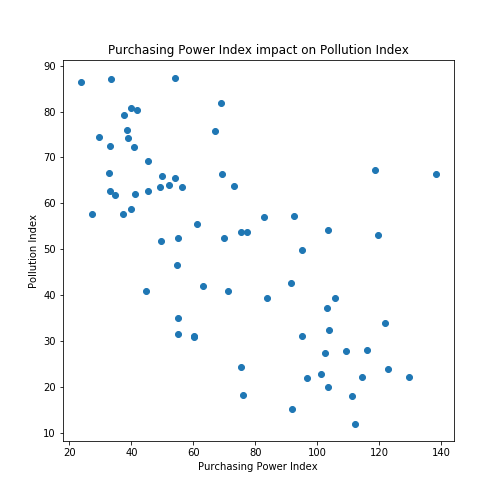 Purchasing Power Index impact on Pollution Index
90
80
70
60
50
40
30
20
10
Pollution Index
20 40 60 80 100 120 140
Purchasing Power Index